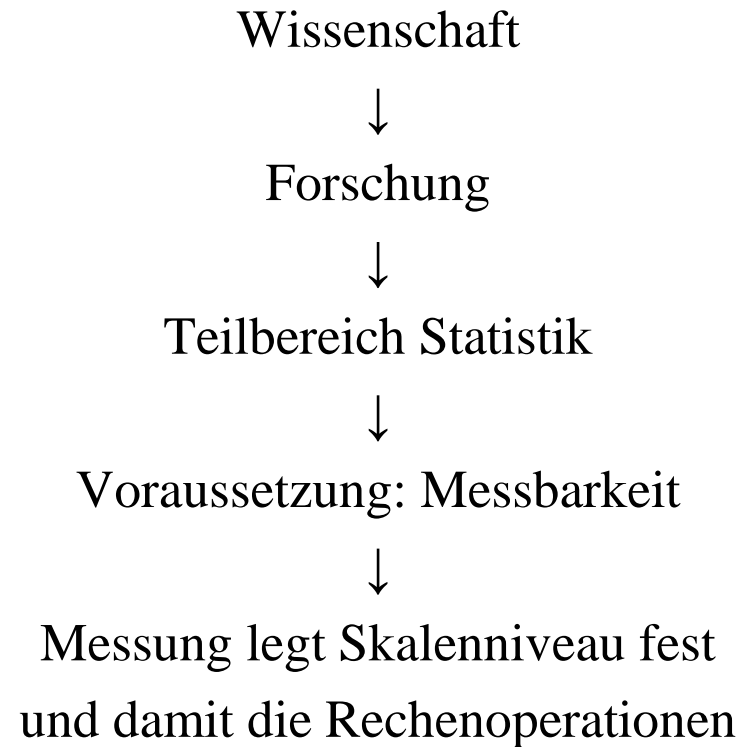 Wissenschaft
↓
Forschung
↓
Teilbereich Statistik
↓
Voraussetzung: Messbarkeit
↓
Messung legt Skalenniveau fest
und damit die Rechenoperationen